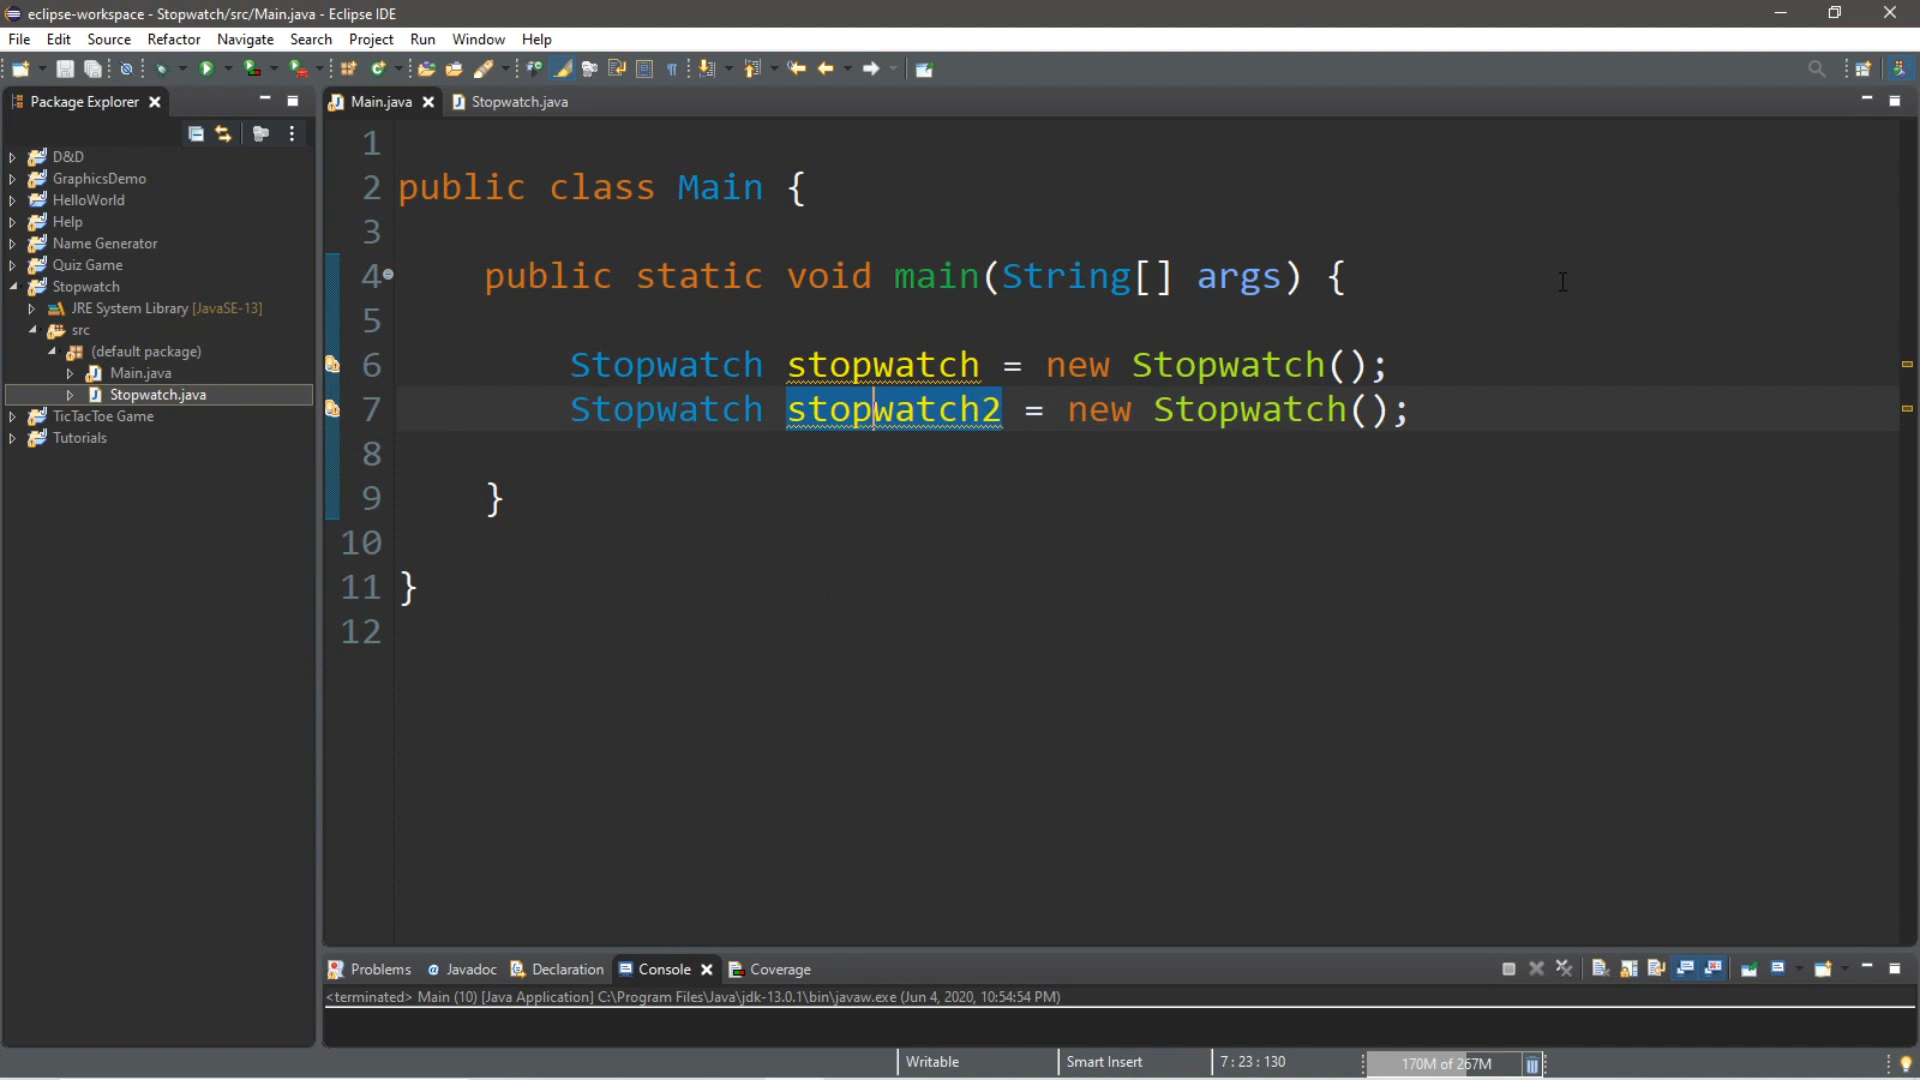 eclipse-workspace - Stopwatch/src/Main.java - Eclipse IDE
File Edit Source Refactor Navigate Search Project Run Window Help
Package Explorer
D&D
GraphicsDemo
HelloWorld
Help
Name Generator
Quiz Game
Stopwatch
JRE System Library [JavaSE-13]
src
(default package)
Main.java
Stopwatch.java
TicTacToe Game
Tutorials
Main.java Stopwatch.java
1
2 public class Main {
3
4 public static void main(String[] args) {
5
6 Stopwatch stopwatch = new Stopwatch();
7 Stopwatch stopwatch2 = new Stopwatch();
8
9 }
10
11 }
12
Problems Javadoc Declaration Console Coverage
<terminated> Main (10) [Java Application] C:\Program Files\Java\jdk-13.0.1\bin\javaw.exe (Jun 4, 2020, 10:54:54 PM)
Writable Smart Insert 7 : 23 : 130 170M of 267M